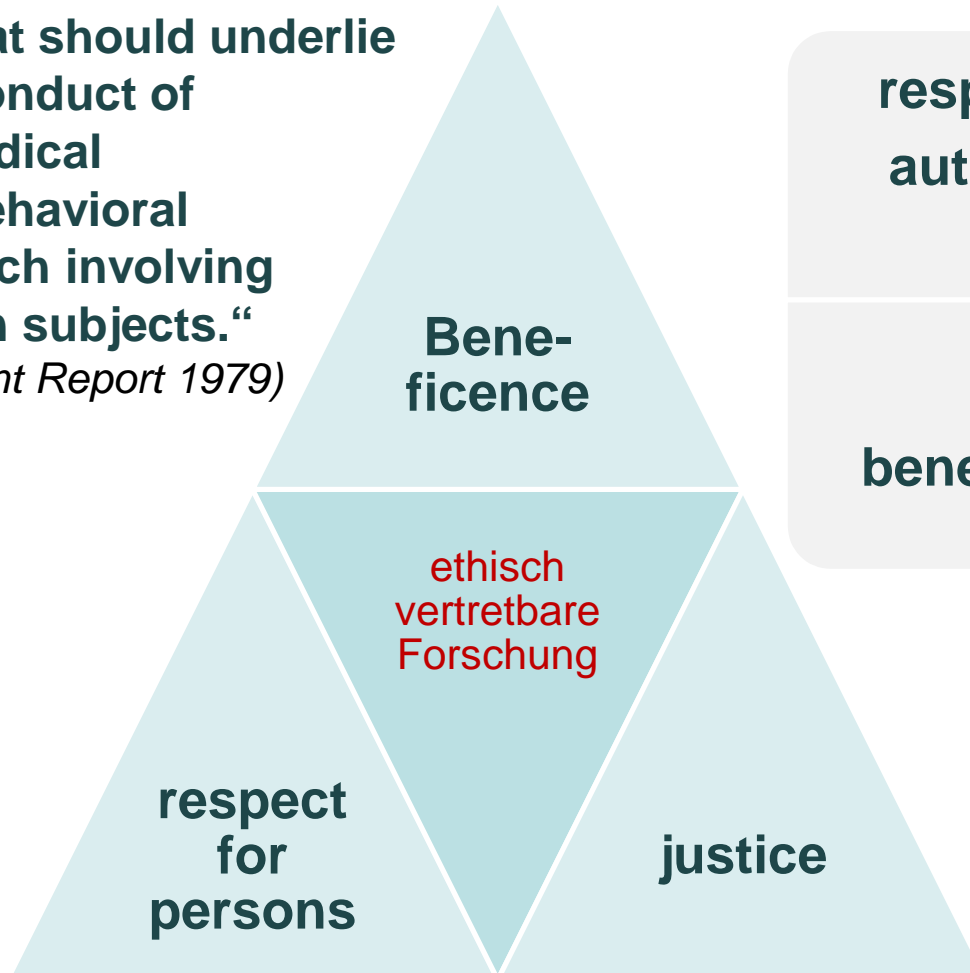 at should underlie
onduct of
dical
ehavioral
ch involving
n subjects.“
nt Report 1979)
Bene-
ficence
ethisch
vertretbare
Forschung
respect
for
persons
justice
resp
aut
bene